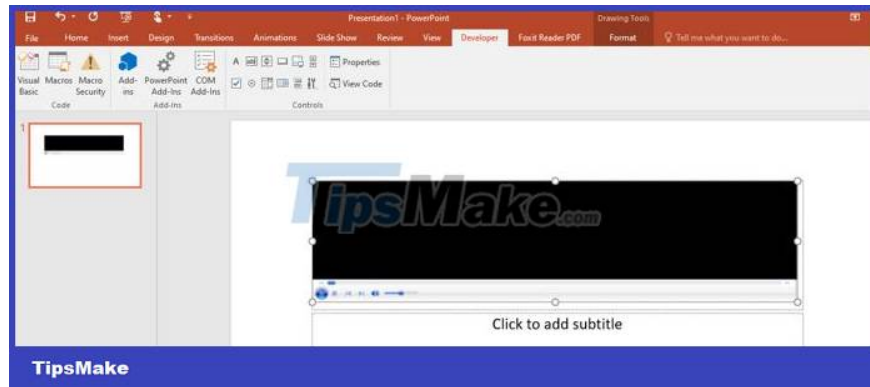 Presentation1 - PowerPoint
Drawing Tools
File Home Insert Design Transitions Animations Slide Show Review View Developer Foxit Reader PDF Format Tell me what you want to do...
Visual Basic
Macros
Macro Security
Add-ins
PowerPoint Add-Ins
COM Add-Ins
Properties
View Code
Code
Add-Ins
Controls
1
TipsMake.com
Click to add subtitle
TipsMake